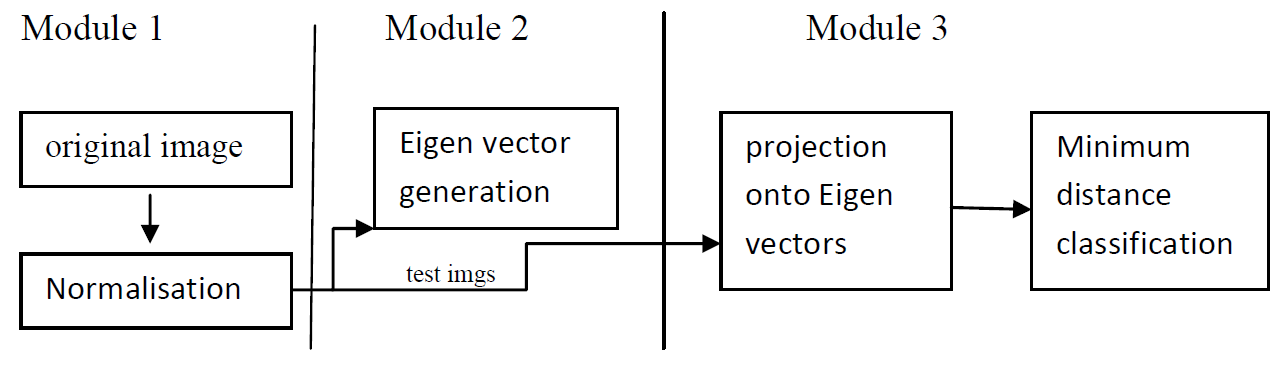 Module 1
Module 2
Module 3
original image
Normalisation
Eigen vector
generation
test imgs
projection
onto Eigen
vectors
Minimum
distance
classification